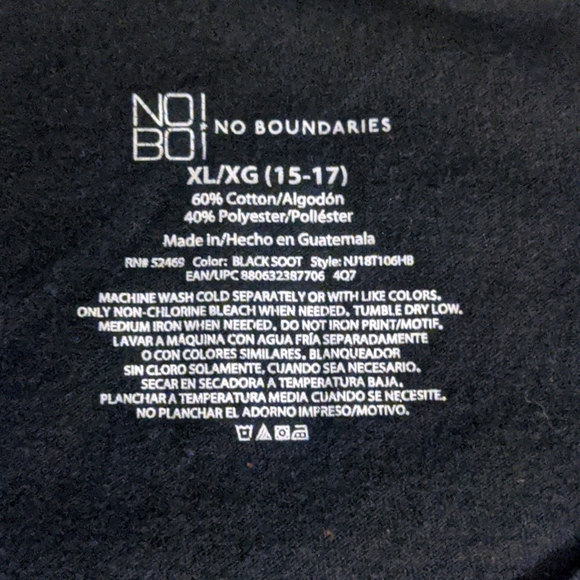 NO!
BO¡
NO BOUNDARIES
XL/XG (15-17)
60% Cotton/Algodón
40% Polyester/Poliéster
Made in/Hecho en Guatemala
RN# 52469 Color: BLACK SOOT Style: NJ18T106HB
EAN/UPC 880632387706 4Q7
MACHINE WASH COLD SEPARATELY OR WITH LIKE COLORS.
ONLY NON-CHLORINE BLEACH WHEN NEEDED. TUMBLE DRY LOW.
MEDIUM IRON WHEN NEEDED. DO NOT IRON PRINT/MOTIF.
LAVAR A MÁQUINA CON AGUA FRÍA SEPARADAMENTE
O CON COLORES SIMILARES. BLANQUEADOR
SIN CLORO SOLAMENTE, CUANDO SEA NECESARIO.
SECAR EN SECADORA A TEMPERATURA BAJA.
PLANCHAR A TEMPERATURA MEDIA CUANDO SE NECESITE.
NO PLANCHAR EL ADORNO IMPRESO/MOTIVO.